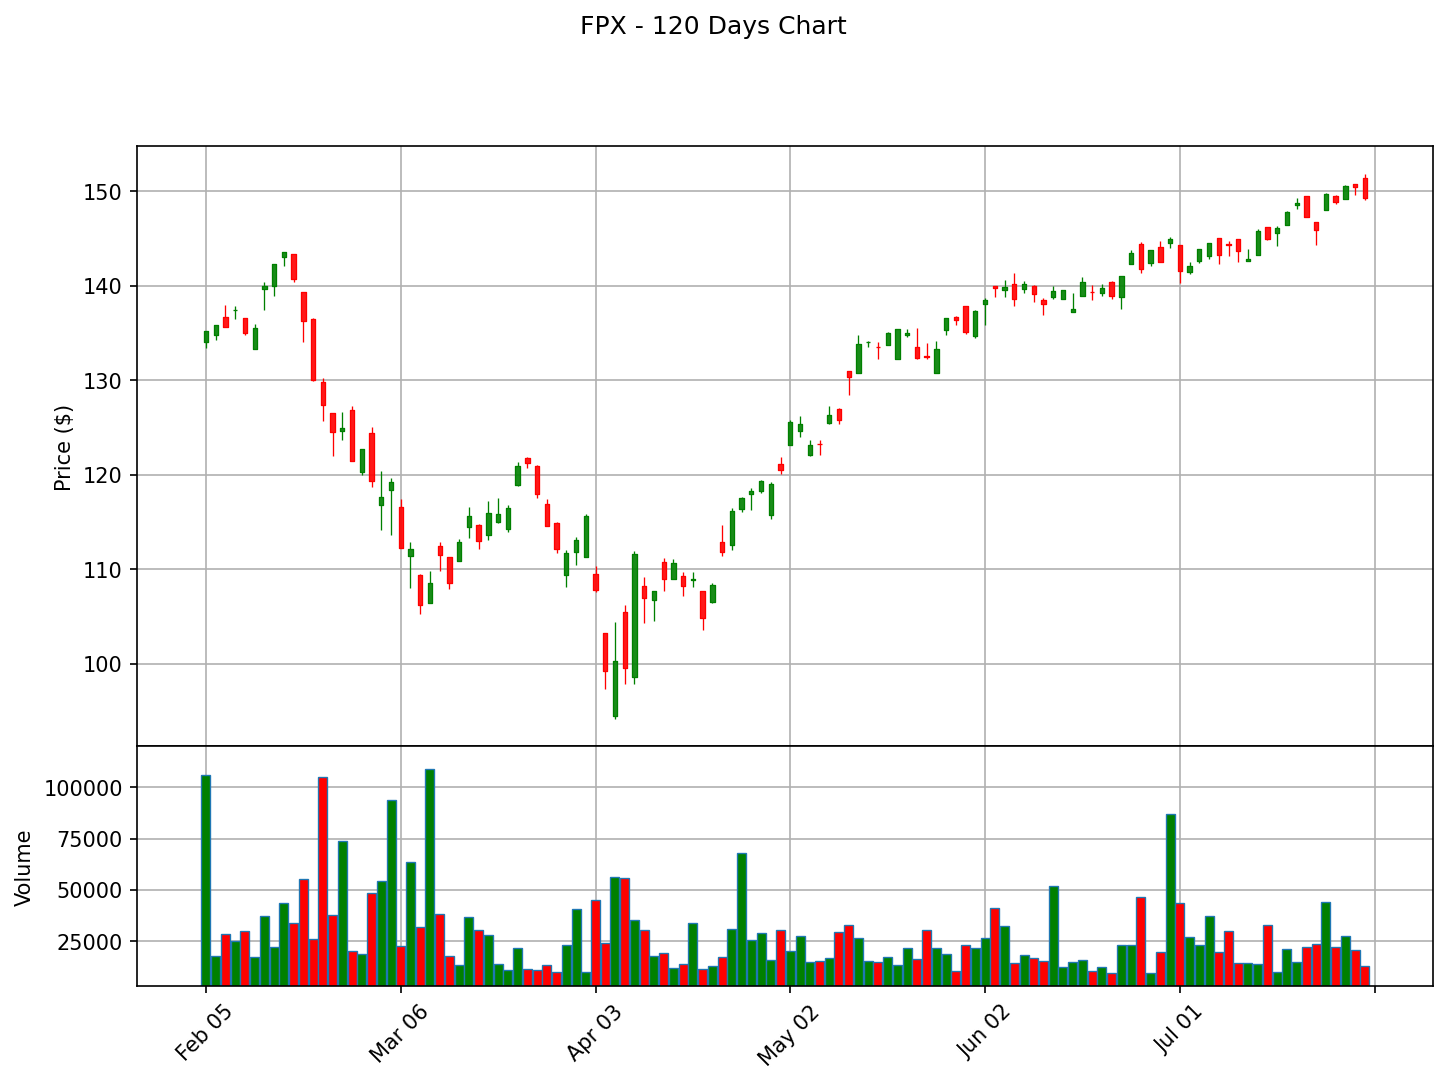 FPX - 120 Days Chart
150
140
130
120
110
100
Price ($)
100000
75000
50000
25000
Volume
Feb 05
Mar 06
Apr 03
May 02
Jun 02
Jul 01